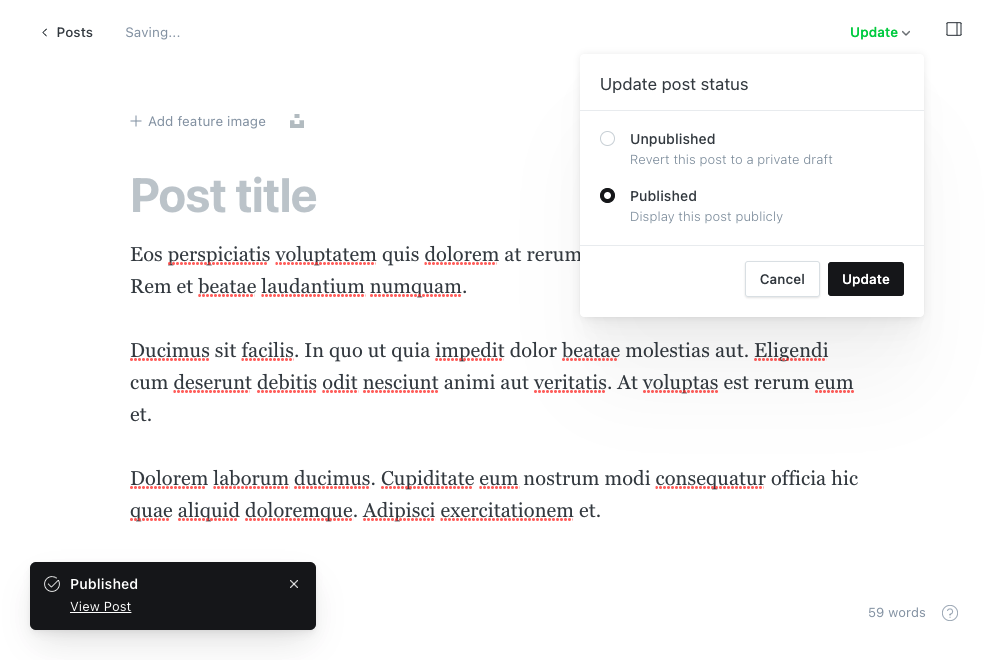 Posts
Saving...
Update
Update post status
Unpublished
Revert this post to a private draft
Published
Display this post publicly
Cancel
Update
Add feature image
Post title
Eos perspiciatis voluptatem quis dolorem at rerum
Rem et beatae laudantium numquam.
Ducimus sit facilis. In quo ut quia impedit dolor beatae molestias aut. Eligendi
cum deserunt debitis odit nesciunt animi aut veritatis. At voluptas est rerum eum
et.
Dolorem laborum ducimus. Cupiditate eum nostrum modi consequatur officia hic
quae aliquid doloremque. Adipisci exercitationem et.
Published
View Post
59 words
?